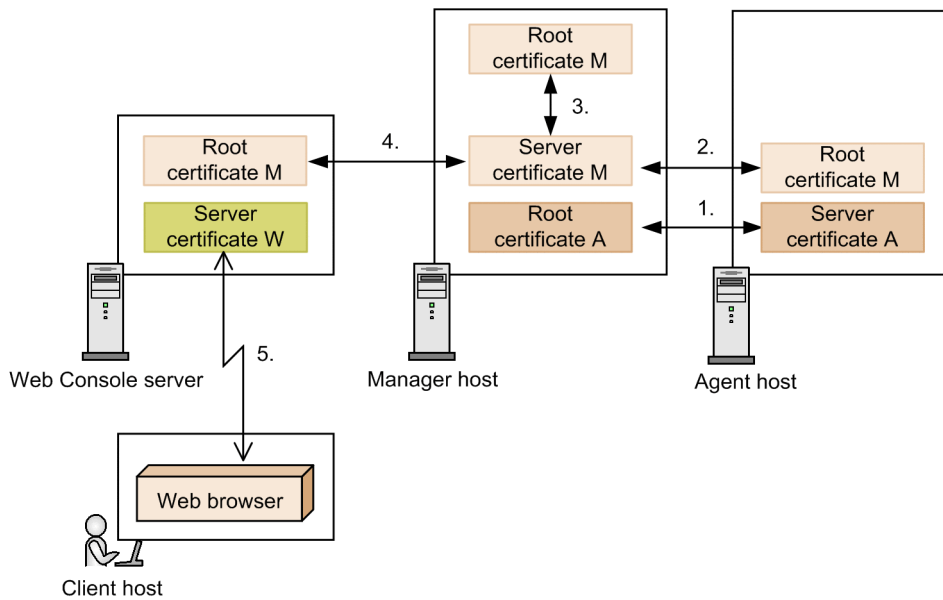 Root
certificate M
3.
Server
certificate M
Root
certificate A
Manager host
Root
certificate M
Server
certificate W
Web Console server
4.
2.
1.
Root
certificate M
Server
certificate A
Agent host
5.
Web browser
Client host